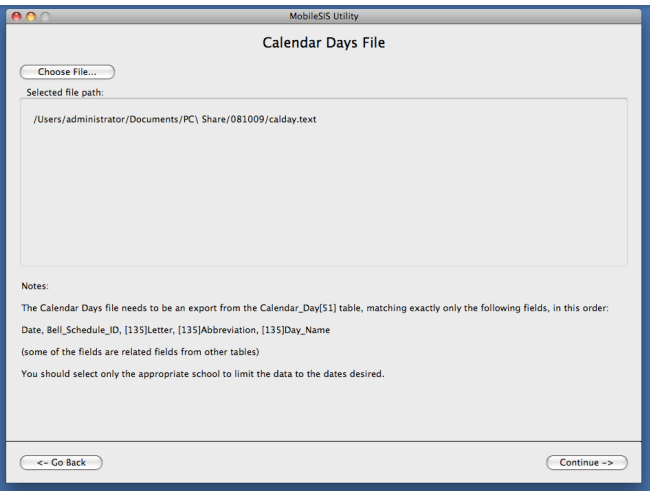 MobileSIS Utility
Calendar Days File
Choose File...
Selected file path:
/Users/administrator/Documents/PC\ Share/081009/calday.text
Notes:
The Calendar Days file needs to be an export from the Calendar_Day[51] table, matching exactly only the following fields, in this order:
Date, Bell_Schedule_ID, [135]Letter, [135]Abbreviation, [135]Day_Name
(some of the fields are related fields from other tables)
You should select only the appropriate school to limit the data to the dates desired.
<- Go Back
Continue ->